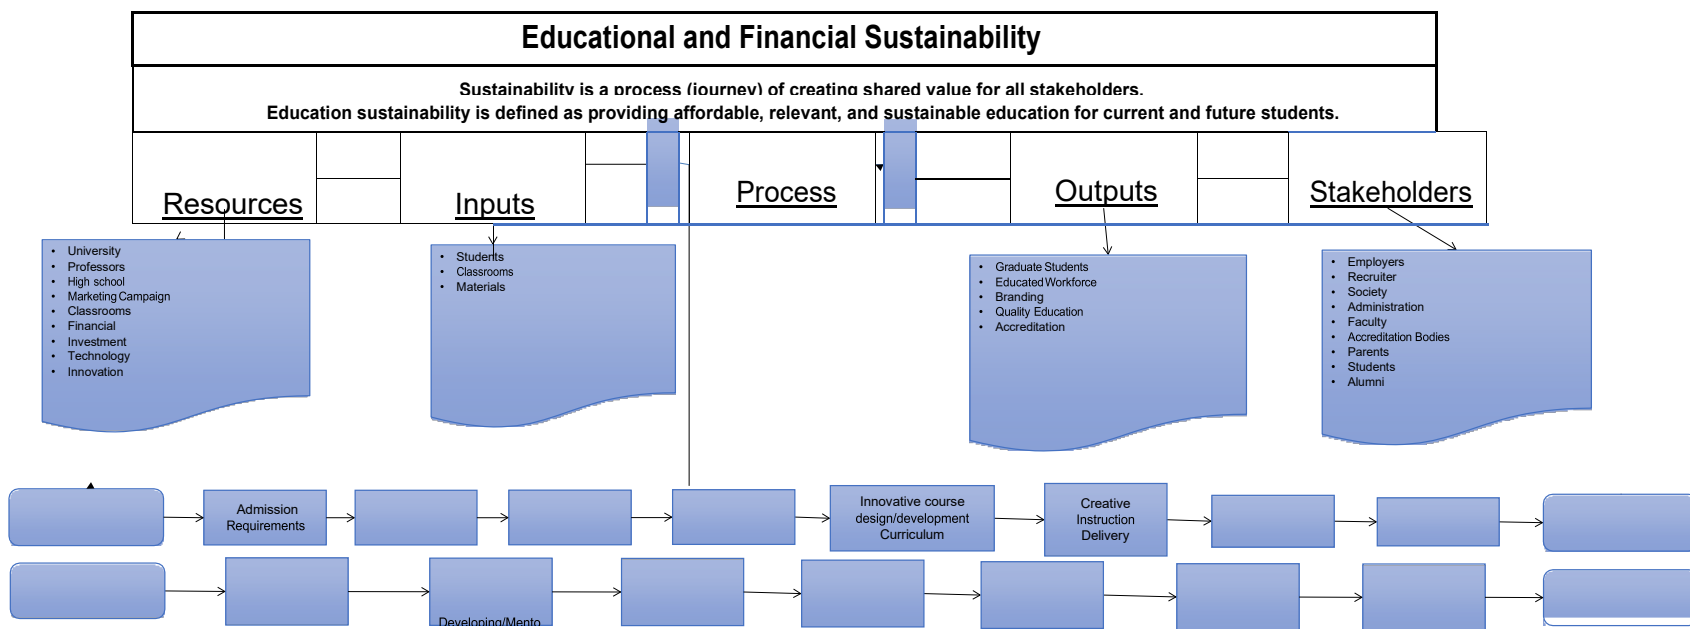 Educational and Financial Sustainability
Sustainability is a process (journey) of creating shared value for all stakeholders.
Education sustainability is defined as providing affordable, relevant, and sustainable education for current and future students.
Resources
Inputs
Process
Outputs
Stakeholders
• University
• Professors
• High school
• Marketing Campaign
• Classrooms
• Financial
• Investment
• Technology
• Innovation
• Students
• Classrooms
• Materials
• Graduate Students
• Educated Workforce
• Branding
• Quality Education
• Accreditation
• Employers
• Recruiter
• Society
• Administration
• Faculty
• Accreditation Bodies
• Parents
• Students
• Alumni
Admission
Requirements
Innovative course
design/development
Curriculum
Creative
Instruction
Delivery
Developing/Mento